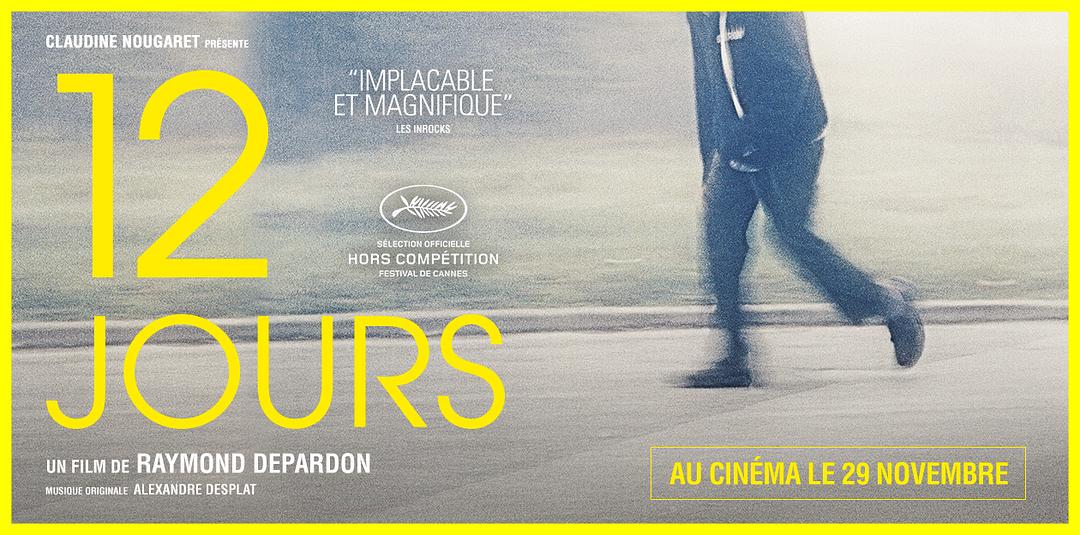 CLAUDINE NOUGARET PRÉSENTE
12
JOURS
"IMPLACABLE
ET MAGNIFIQUE"
LES INROCKS
SÉLECTION OFFICIELLE
HORS COMPÉTITION
FESTIVAL DE CANNES
UN FILM DE RAYMOND DEPARDON
MUSIQUE ORIGINALE ALEXANDRE DESPLAT
AU CINÉMA LE 29 NOVEMBRE